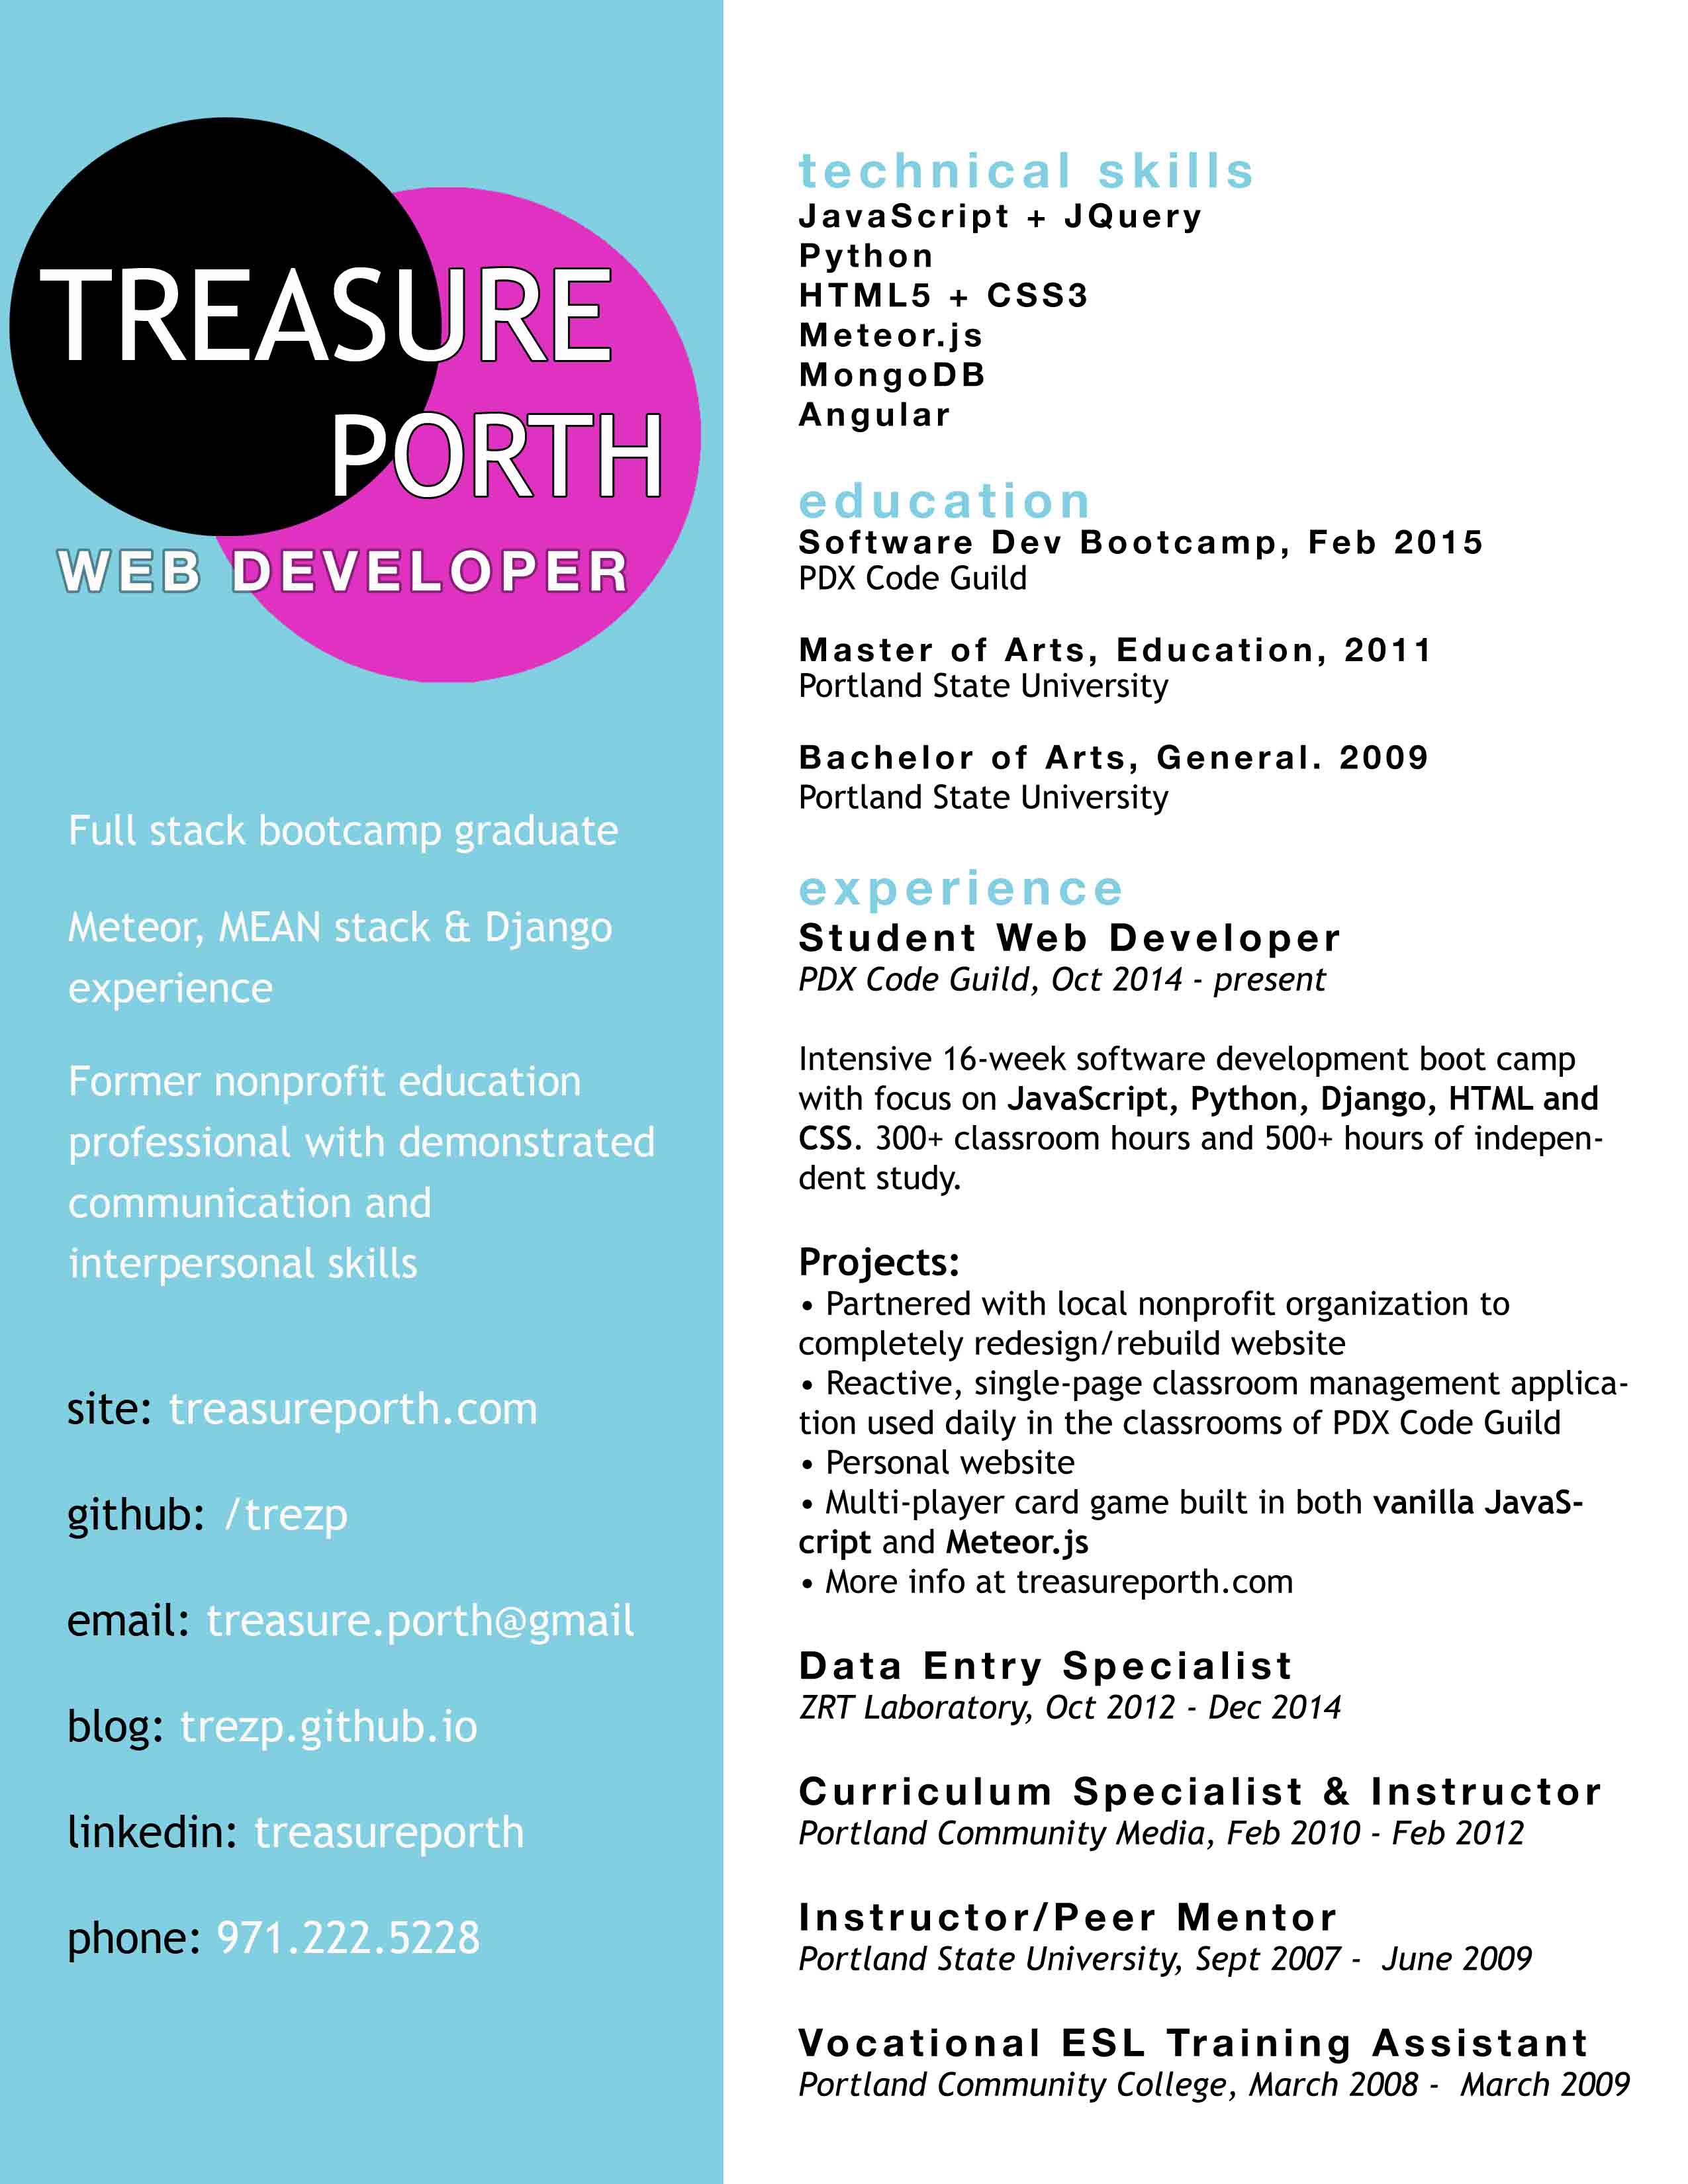 TREASURE
PORTH
WEB DEVELOPER
Full stack bootcamp graduate
Meteor, MEAN stack & Django
experience
Former nonprofit education
professional with demonstrated
communication and
interpersonal skills
site: treasureporth.com
github: /trezp
email: treasure.porth@gmail
blog: trezp.github.io
linkedin: treasureporth
phone: 971.222.5228
technical skills
JavaScript + JQuery
Python
HTML5 + CSS3
Meteor.js
MongoDB
Angular
education
Software Dev Bootcamp, Feb 2015
PDX Code Guild
Master of Arts, Education, 2011
Portland State University
Bachelor of Arts, General. 2009
Portland State University
experience
Student Web Developer
PDX Code Guild, Oct 2014 - present
Intensive 16-week software development boot camp
with focus on JavaScript, Python, Django, HTML and
CSS. 300+ classroom hours and 500+ hours of indepen-
dent study.
Projects:
• Partnered with local nonprofit organization to
completely redesign/rebuild website
• Reactive, single-page classroom management applica-
tion used daily in the classrooms of PDX Code Guild
• Personal website
• Multi-player card game built in both vanilla JavaS-
cript and Meteor.js
• More info at treasureporth.com
Data Entry Specialist
ZRT Laboratory, Oct 2012 - Dec 2014
Curriculum Specialist & Instructor
Portland Community Media, Feb 2010 - Feb 2012
Instructor/Peer Mentor
Portland State University, Sept 2007 -  June 2009
Vocational ESL Training Assistant
Portland Community College, March 2008 -  March 2009